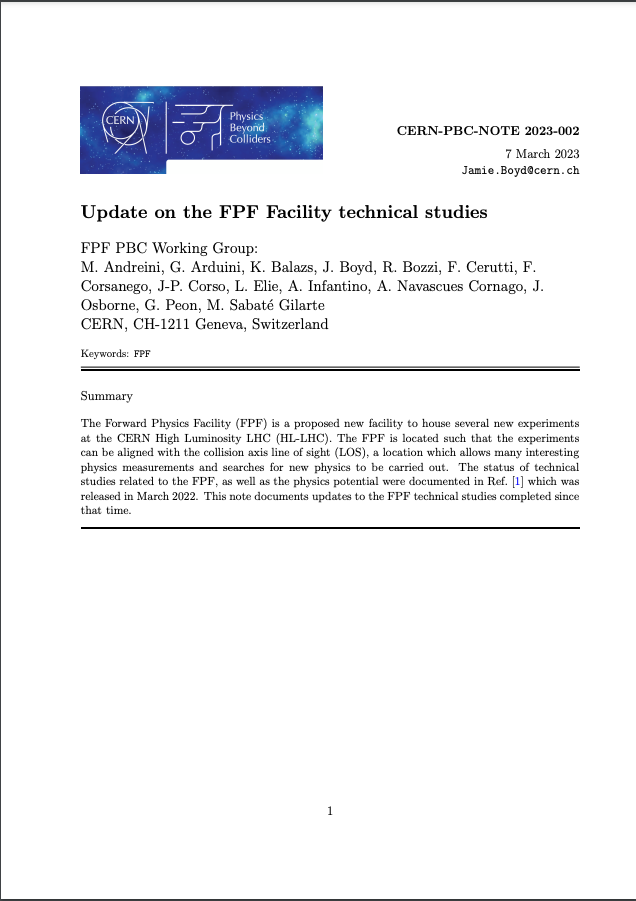 CERN
Physics
Beyond
Colliders
CERN-PBC-NOTE 2023-002
7 March 2023
Jamie.Boyd@cern.ch
Update on the FPF Facility technical studies
FPF PBC Working Group:
M. Andreini, G. Arduini, K. Balazs, J. Boyd, R. Bozzi, F. Cerutti, F.
Corsanego, J-P. Corso, L. Elie, A. Infantino, A. Navascues Cornago, J.
Osborne, G. Peon, M. Sabaté Gilarte
CERN, CH-1211 Geneva, Switzerland
Keywords: FPF
Summary
The Forward Physics Facility (FPF) is a proposed new facility to house several new experiments
at the CERN High Luminosity LHC (HL-LHC). The FPF is located such that the experiments
can be aligned with the collision axis line of sight (LOS), a location which allows many interesting
physics measurements and searches for new physics to be carried out. The status of technical
studies related to the FPF, as well as the physics potential were documented in Ref. [1] which was
released in March 2022. This note documents updates to the FPF technical studies completed since
that time.
1